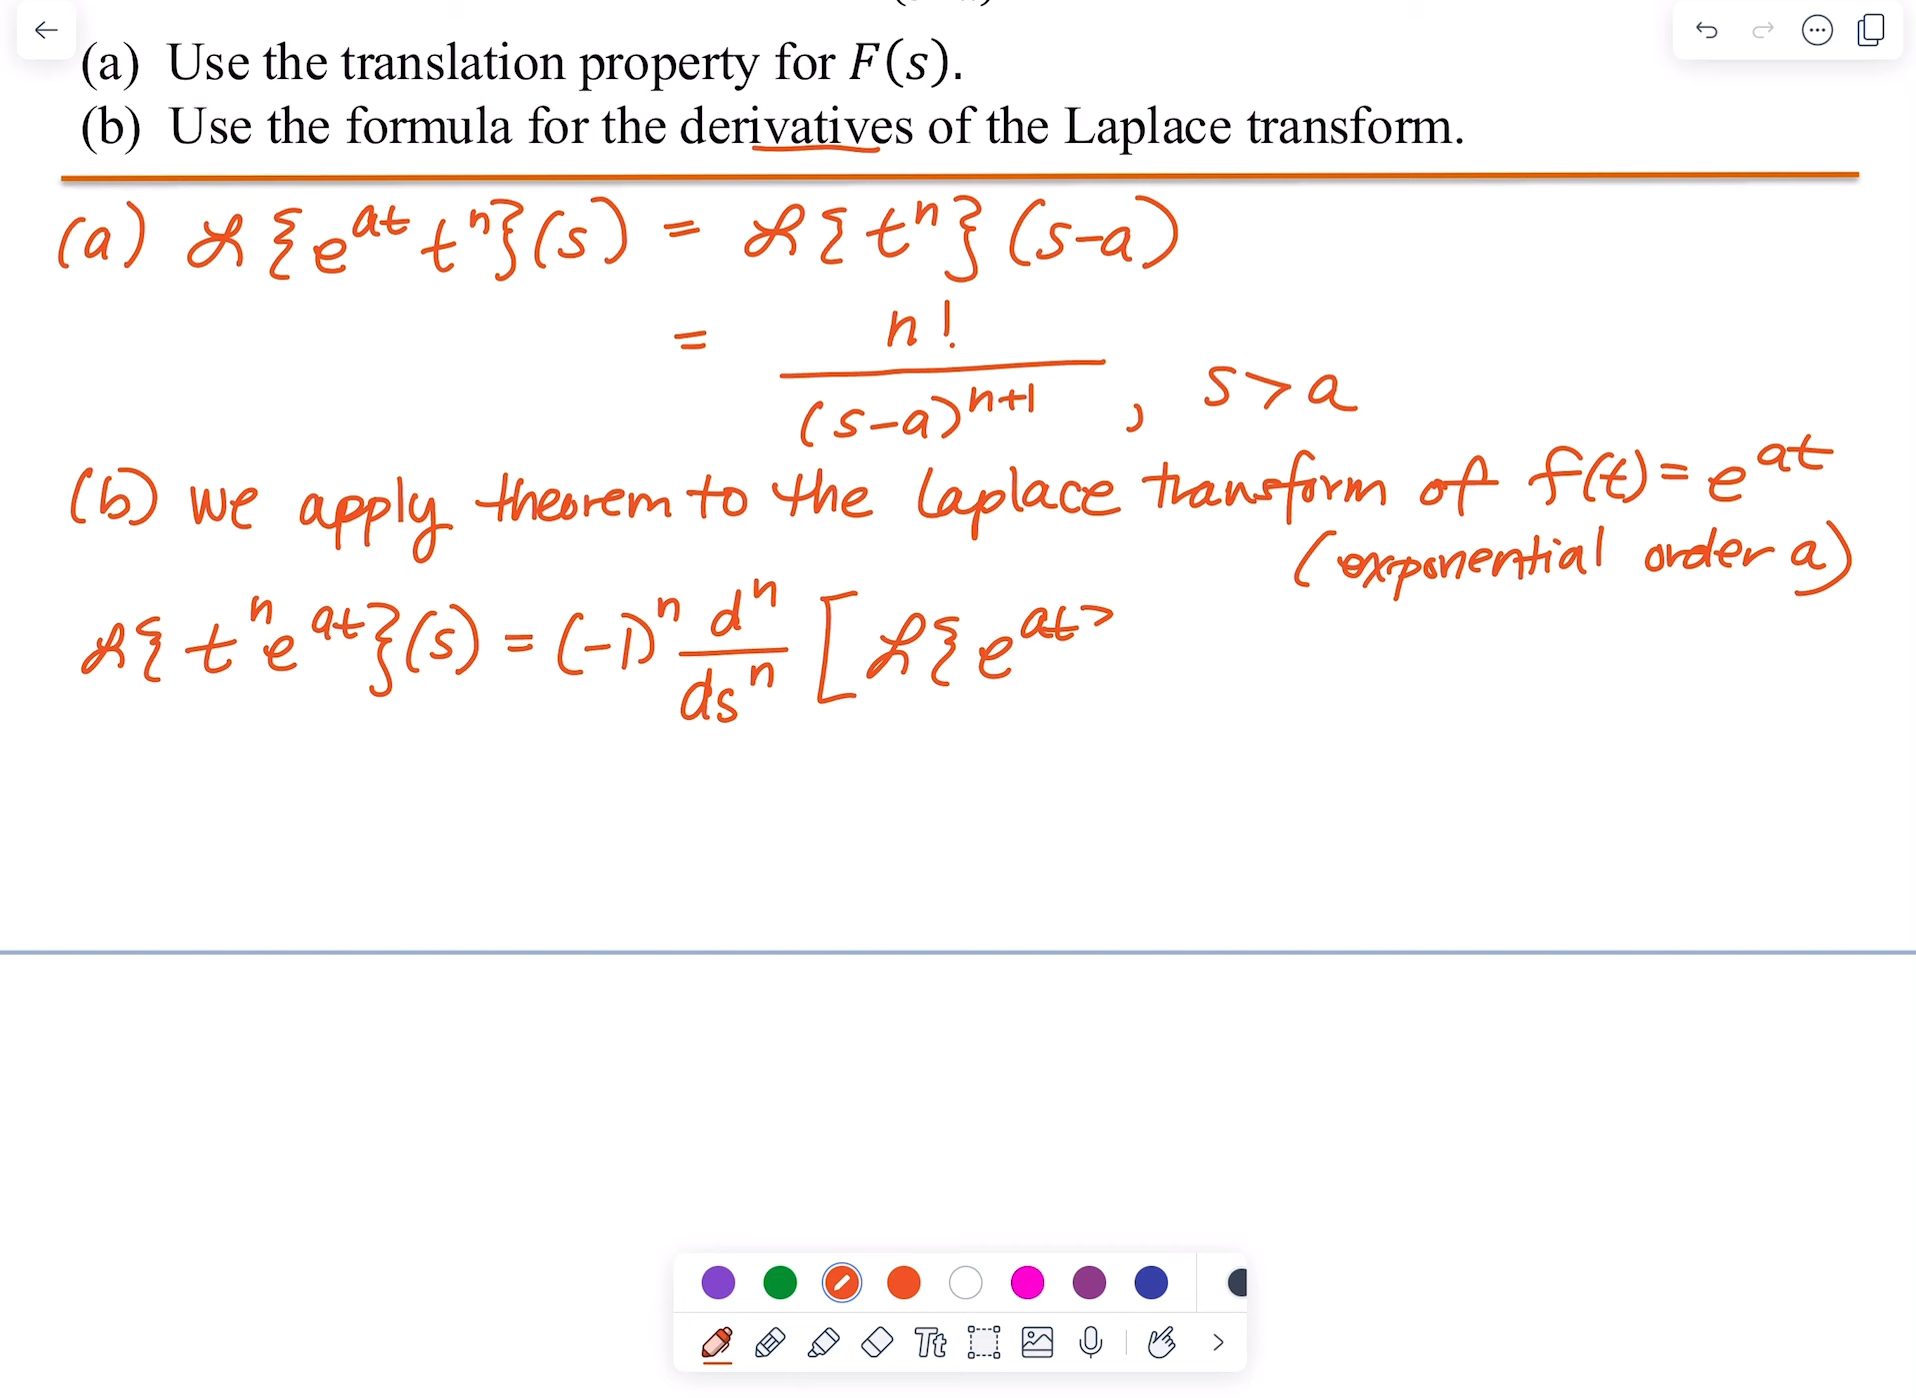 (a) Use the translation property for F(s).
(b) Use the formula for the derivatives of the Laplace transform.
(a) ℒ{e^{at} t^n}(s) = ℒ{t^n}(s-a)
= n! / (s-a)^{n+1} , s>a
(b) we apply theorem to the Laplace transform of f(t) = e^{at}
(exponential order a)
ℒ{t^n e^{at}}(s) = (-1)^n d^n/ds^n [ℒ{e^{at}
Tt